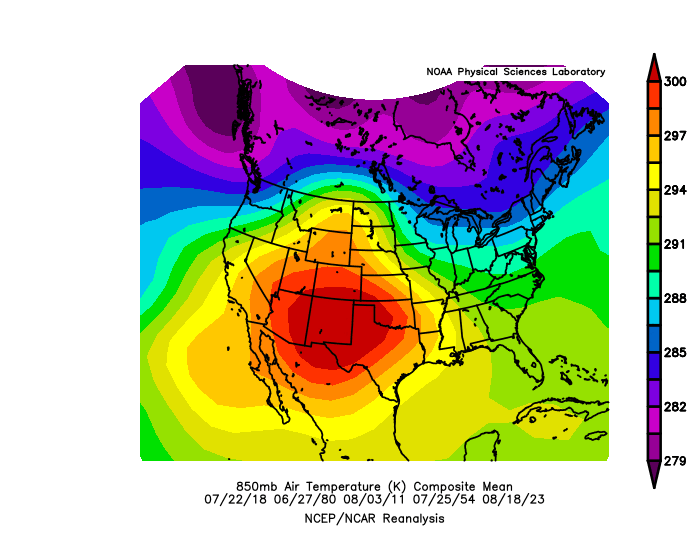 NOAA Physical Sciences Laboratory
300
297
294
291
288
285
282
279
850mb Air Temperature (K) Composite Mean
07/22/18 06/27/80 08/03/11 07/25/54 08/18/23
NCEP/NCAR Reanalysis